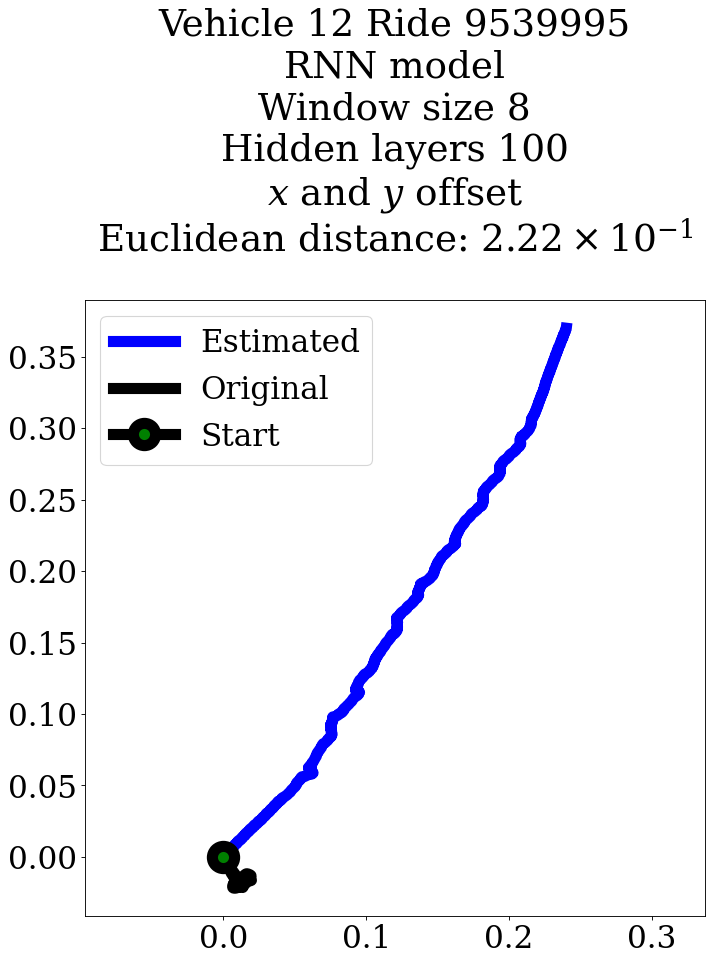 Vehicle 12 Ride 9539995
RNN model
Window size 8
Hidden layers 100
x and y offset
Euclidean distance: 2.22 × 10⁻¹
Estimated
Original
Start
0.35
0.30
0.25
0.20
0.15
0.10
0.05
0.00
0.0 0.1 0.2 0.3